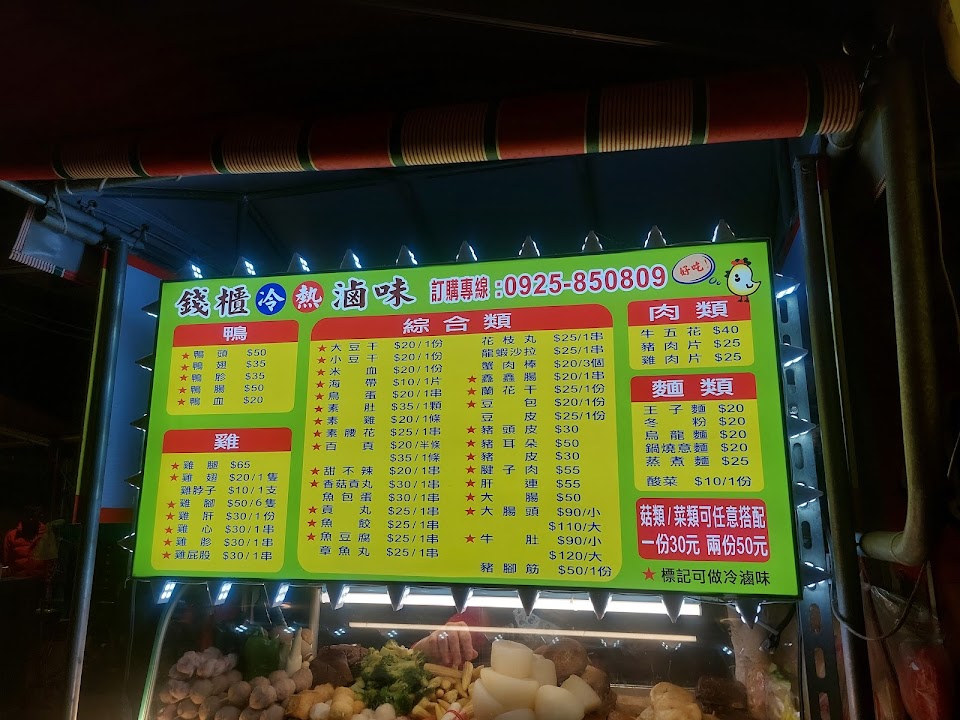 錢櫃冷熱滷味 訂購專線:0925-850809 好吃!
鴨
★鴨頭 $50
★鴨翅 $35
★鴨胗 $35
★鴨腸 $50
★鴨血 $20
雞
★雞腿 $65
★雞翅 $20/1隻
雞脖子 $10/1支
★雞腳 $50/6隻
★雞肝 $30/1份
★雞心 $30/1串
★雞胗 $30/1串
★雞屁股 $30/1串
綜合類
★大豆干 $20/1份
★小豆干 $20/1份
★米血 $20/1份
★海帶 $10/1片
★鳥蛋 $20/1串
★素肚 $35/1顆
★素雞 $20/1條
★素腰花 $25/1串
★百頁 $20/半條
$35/1條
★甜不辣 $20/1串
★香菇貢丸 $30/1串
魚包蛋 $30/1串
★貢丸 $25/1串
★魚餃 $25/1串
★魚豆腐 $25/1串
章魚丸 $25/1串
花枝丸 $25/1串
龍蝦沙拉 $25/1串
蟹肉棒 $20/3個
★鑫鑫腸 $20/1串
★蘭花干 $25/1份
★豆包 $20/1份
豆皮 $25/1份
★豬頭皮 $30
★豬耳朵 $50
★豬皮 $30
★腱子肉 $55
★肝連 $55
★大腸 $50
★大腸頭 $90/小
$110/大
★牛肚 $90/小
$120/大
豬腳筋 $50/1份
肉類
牛五花 $40
豬肉片 $25
雞肉片 $25
麵類
王子麵 $20
冬粉 $20
烏龍麵 $20
鍋燒意麵 $20
蒸煮麵 $25
酸菜 $10/1份
菇類/菜類可任意搭配
一份30元 兩份50元
★標記可做冷滷味